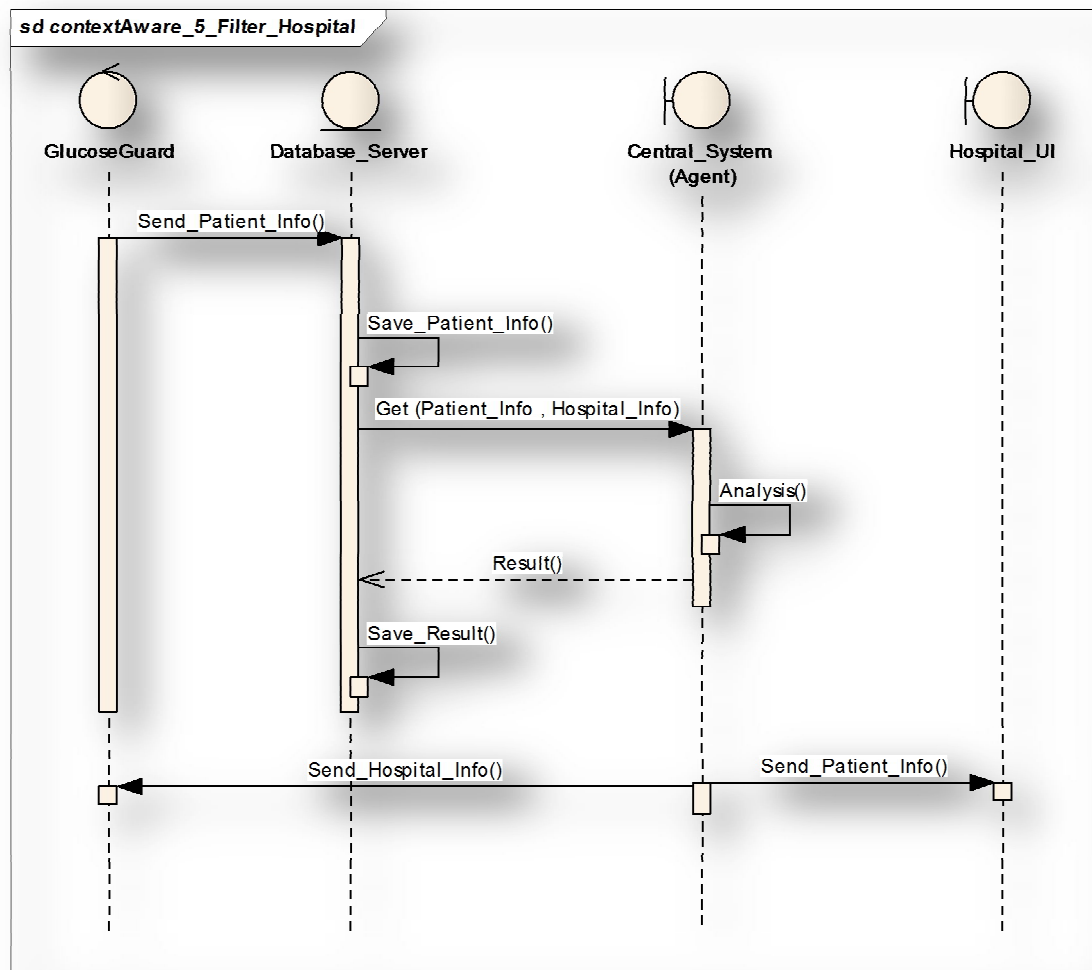 sd contextAware_5_Filter_Hospital
GlucoseGuard
Database_Server
Central_System
(Agent)
Hospital_UI
Send_Patient_Info()
Save_Patient_Info()
Get (Patient_Info , Hospital_Info)
Analysis()
Result()
Save_Result()
Send_Hospital_Info()
Send_Patient_Info()